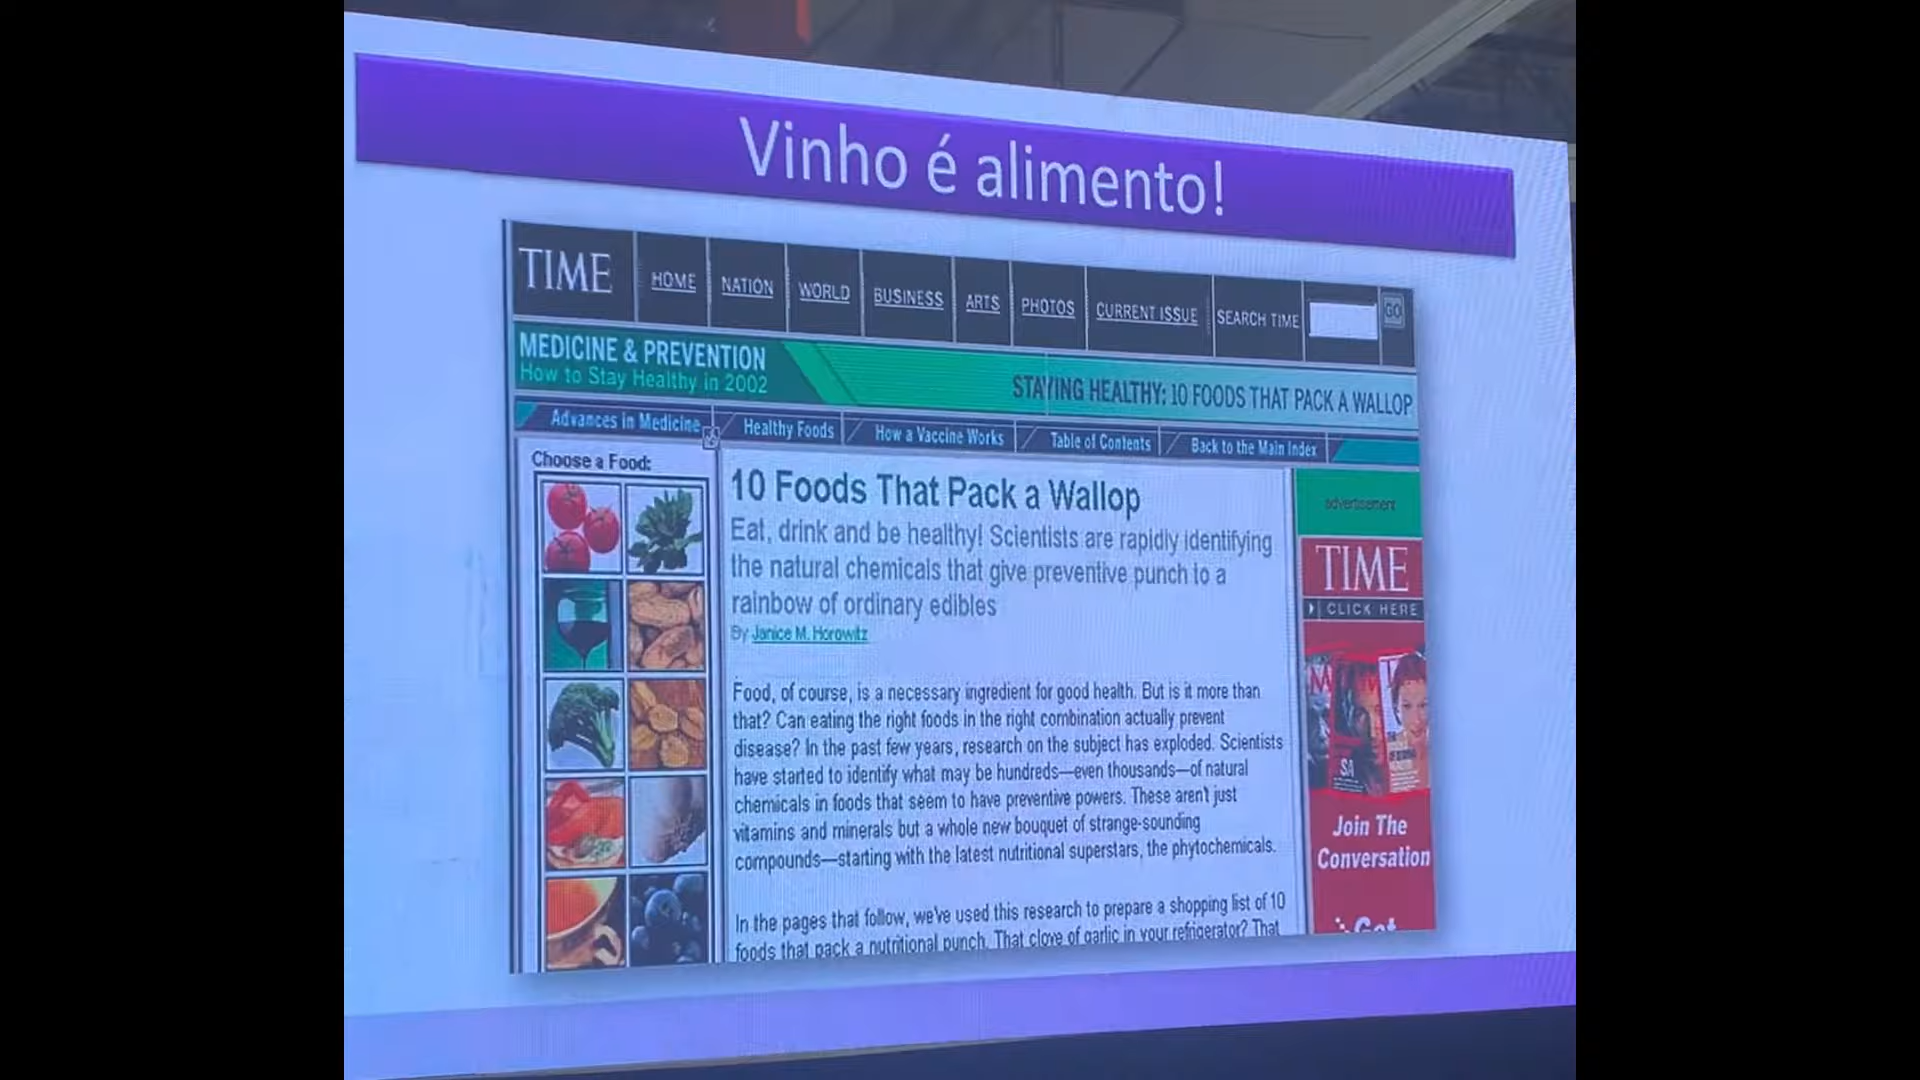 Vinho é alimento!
TIME
HOME
NATION
WORLD
BUSINESS
ARTS
PHOTOS
CURRENT ISSUE
SEARCH TIME
GO
MEDICINE & PREVENTION
How to Stay Healthy in 2002
STAYING HEALTHY: 10 FOODS THAT PACK A WALLOP
Advances in Medicine
Healthy Foods
How a Vaccine Works
Table of Contents
Back to the Main Index
Choose a Food:
10 Foods That Pack a Wallop
Eat, drink and be healthy! Scientists are rapidly identifying
the natural chemicals that give preventive punch to a
rainbow of ordinary edibles
By Janice M. Horowitz
Food, of course, is a necessary ingredient for good health. But is it more than
that? Can eating the right foods in the right combination actually prevent
disease? In the past few years, research on the subject has exploded. Scientists
have started to identify what may be hundreds—even thousands—of natural
chemicals in foods that seem to have preventive powers. These aren't just
vitamins and minerals but a whole new bouquet of strange-sounding
compounds—starting with the latest nutritional superstars, the phytochemicals.
In the pages that follow, we've used this research to prepare a shopping list of 10
foods that pack a nutritional punch. That clove of garlic in your refrigerator? That
advertisement
TIME
CLICK HERE
Join The
Conversation
Get